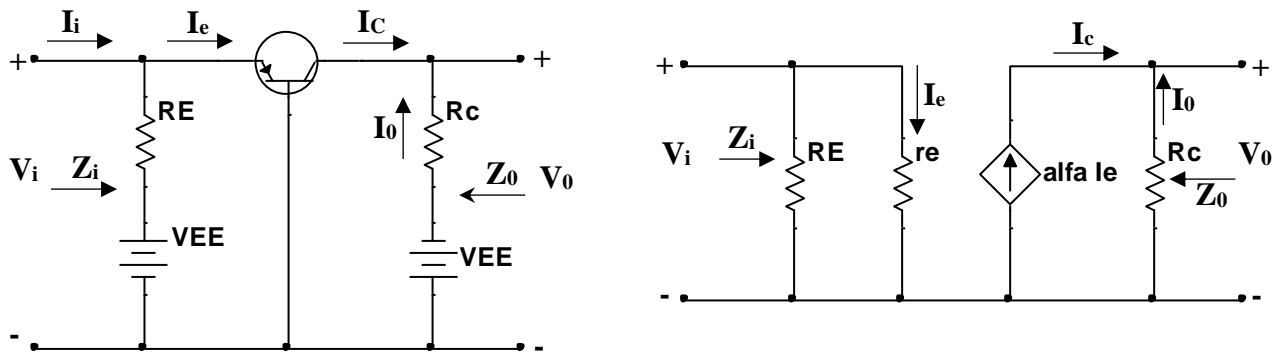 Ii Ie IC
+ +
RE Rc
I0
Vi Zi Z0 V0
VEE VEE
- -
Ic
+ +
Ie I0
Vi Zi RE re alfa Ie Rc V0
Z0
- -